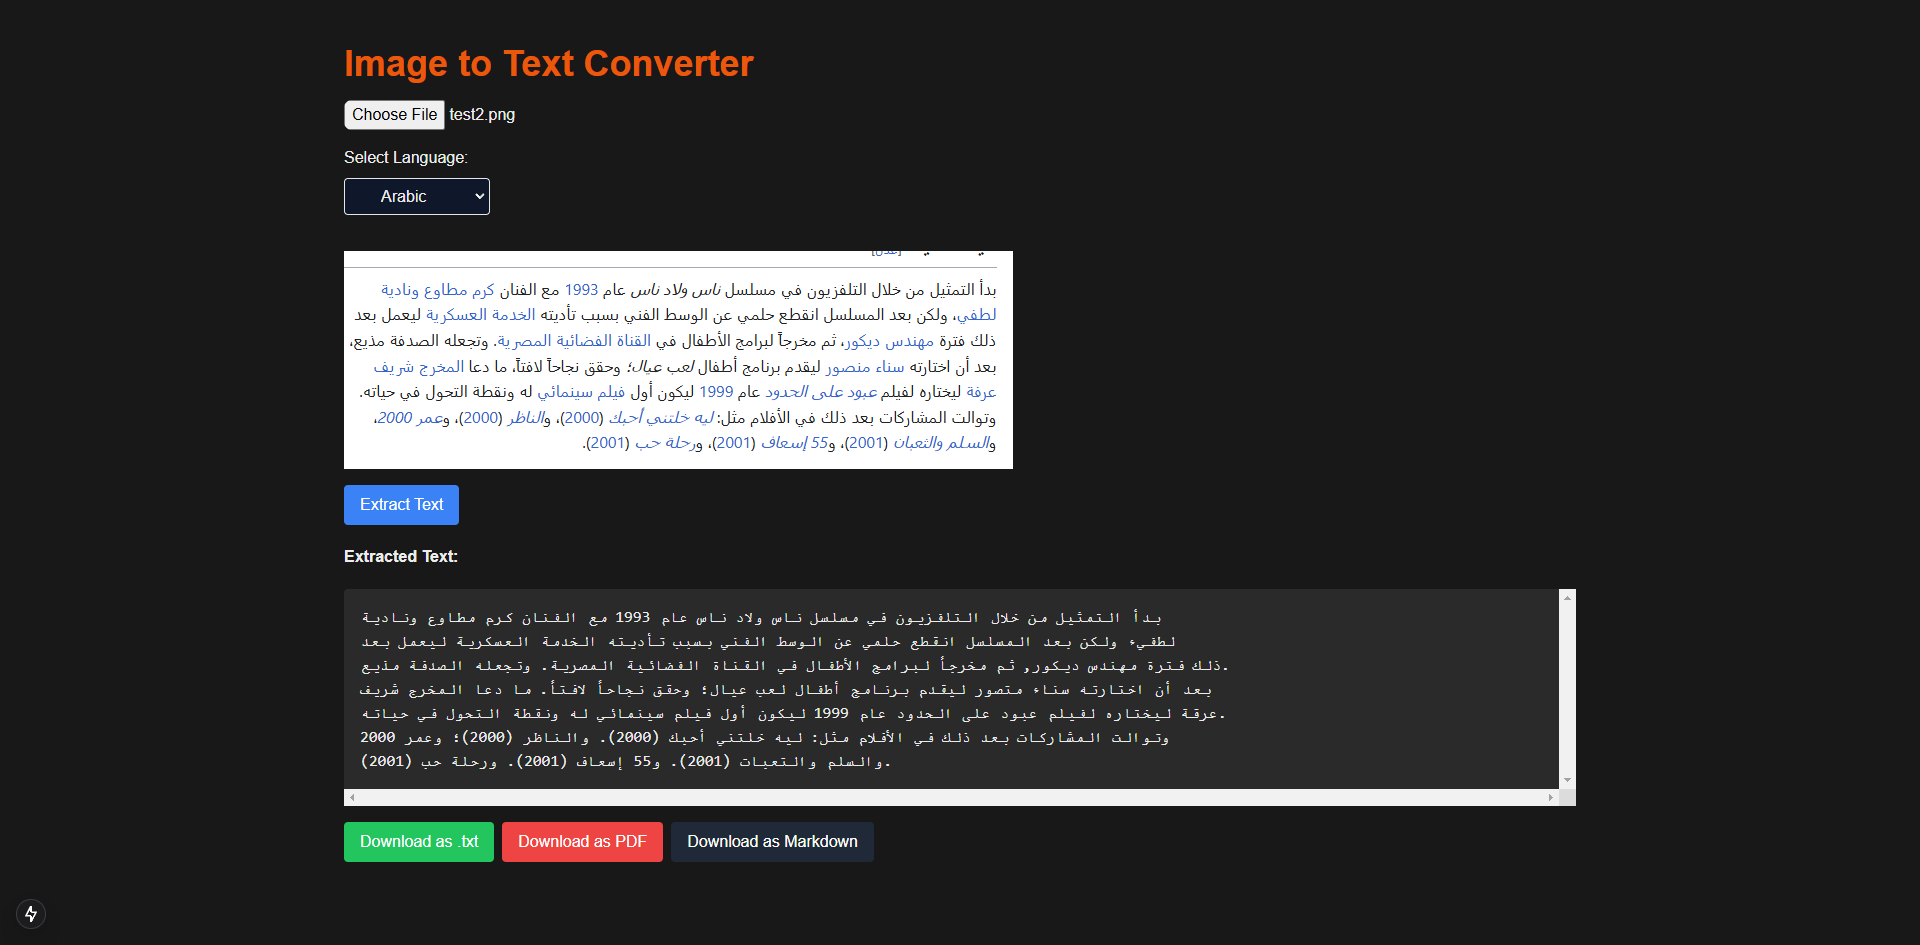 Image to Text Converter
Choose File test2.png
Select Language:
Arabic
[عدل]
بدأ التمثيل من خلال التلفزيون في مسلسل ناس ولاد ناس عام 1993 مع الفنان كرم مطاوع ونادية
لطفي، ولكن بعد المسلسل انقطع حلمي عن الوسط الفني بسبب تأديته الخدمة العسكرية ليعمل بعد
ذلك فترة مهندس ديكور، ثم مخرجاً لبرامج الأطفال في القناة الفضائية المصرية. وتجعله الصدفة مذيع،
بعد أن اختارته سناء منصور ليقدم برنامج أطفال لعب عيال؛ وحقق نجاحاً لافتاً، ما دعا المخرج شريف
عرفة ليختاره لفيلم عبود على الحدود عام 1999 ليكون أول فيلم سينمائي له ونقطة التحول في حياته.
وتوالت المشاركات بعد ذلك في الأفلام مثل: ليه خلتني أحبك (2000)، والناظر (2000)، وعمر 2000،
والسلم والثعبان (2001)، و55 إسعاف (2001)، ورحلة حب (2001).
Extract Text
Extracted Text:
بدأ التمثيل من خلال التلفزيون في مسلسل ناس ولاد ناس عام 1993 مع الفنان كرم مطاوع ونادية
لطفيء ولكن بعد المسلسل انقطع حلمي عن الوسط الفني بسبب تأديته الخدمة العسكرية ليعمل بعد
ذلك فترة مهندس ديكور, ثم مخرجاً لبرامج الأطفال في القناة الفضائية المصرية. وتجعله الصدفة مذيع.
بعد أن اختارته سناء متصور ليقدم برنامج أطفال لعب عيال؛ وحقق نجاحاً لافتاً. ما دعا المخرج شريف
عرقة ليختاره لفيلم عبود على الحدود عام 1999 ليكون أول فيلم سينمائي له ونقطة التحول في حياته.
وتوالت المشاركات بعد ذلك في الأفلام مثل: ليه خلتني أحبك (2000). والناظر (2000)؛ وعمر 2000
والسلم والتعبات (2001). و55 إسعاف (2001). ورحلة حب (2001).
Download as .txt Download as PDF Download as Markdown